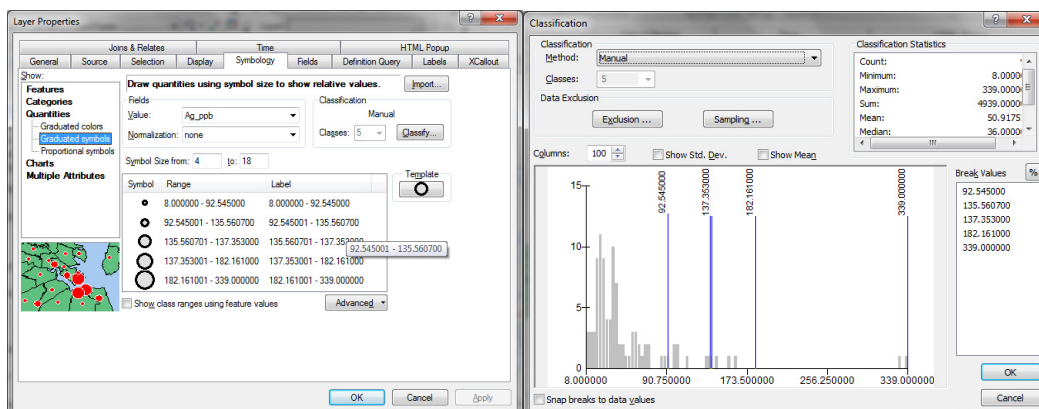 Layer Properties
Joins & Relates Time HTML Popup
General Source Selection Display Symbology Fields Definition Query Labels XCallout
Show:
Features
Categories
Quantities
Graduated colors
Graduated symbols
Proportional symbols
Charts
Multiple Attributes
Draw quantities using symbol size to show relative values.
Import...
Fields
Value: Ag_ppb
Normalization: none
Classification
Manual
Classes: 5 Classify...
Symbol Size from: 4 to: 18
Template
Symbol Range Label
8.000000 - 92.545000 8.000000 - 92.545000
92.545001 - 135.560700 92.545001 - 135.560700
135.560701 - 137.353000 135.560701 - 137.353000
92.545001 - 135.560700
137.353001 - 182.161000 137.353001 - 182.161000
182.161001 - 339.000000 182.161001 - 339.000000
Show class ranges using feature values
Advanced
OK Cancel Apply
Classification
Classification
Method: Manual
Classes: 5
Data Exclusion
Exclusion ... Sampling ...
Classification Statistics
Count:
Minimum: 8.0000
Maximum: 339.0000
Sum: 4939.0000
Mean: 50.9175
Median: 36.0000
Columns: 100 Show Std. Dev. Show Mean
Break Values %
92.545000
135.560700
137.353000
182.161000
339.000000
15
10
5
0
92.545000
137.353000
182.161000
339.000000
8.000000 90.750000 173.500000 256.250000 339.000000
Snap breaks to data values
OK
Cancel